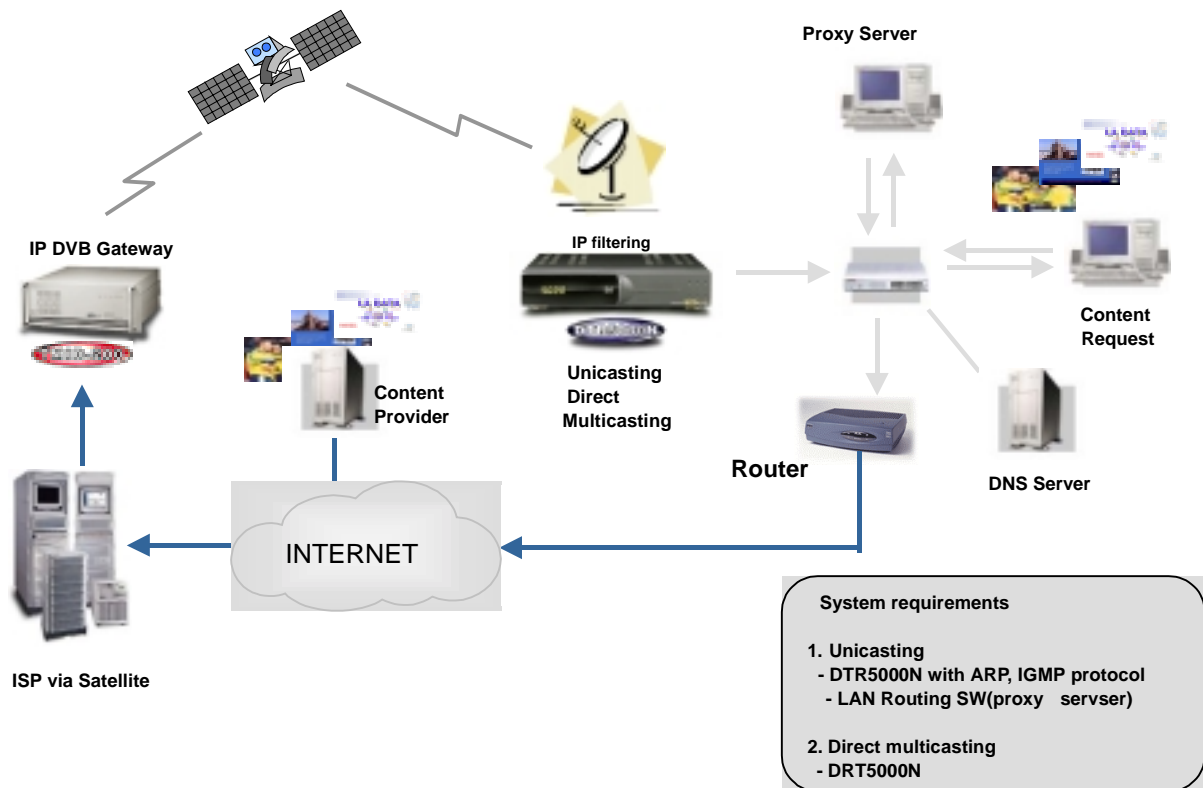 Proxy Server
IP DVB Gateway
IP filtering
Content
Request
Content
Provider
Unicasting
Direct
Multicasting
Router
DNS Server
INTERNET
ISP via Satellite
System requirements
1. Unicasting
- DTR5000N with ARP, IGMP protocol
- LAN Routing SW(proxy servser)
2. Direct multicasting
- DRT5000N